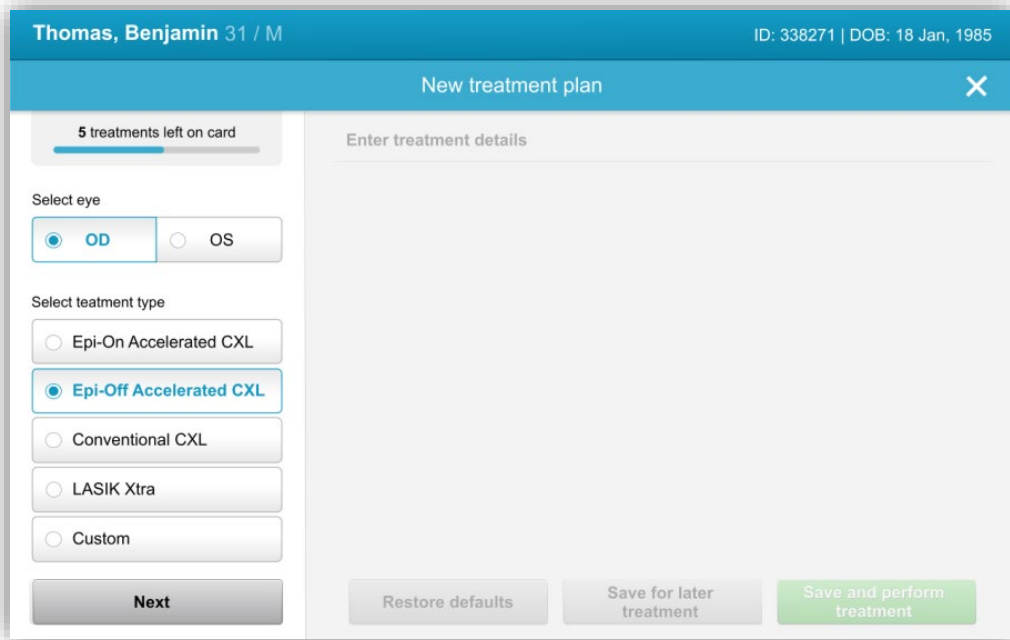 Thomas, Benjamin 31 / M
ID: 338271 | DOB: 18 Jan, 1985
New treatment plan
5 treatments left on card
Enter treatment details
Select eye
OD
OS
Select teatment type
Epi-On Accelerated CXL
Epi-Off Accelerated CXL
Conventional CXL
LASIK Xtra
Custom
Next
Restore defaults
Save for later
treatment
Save and perform
treatment